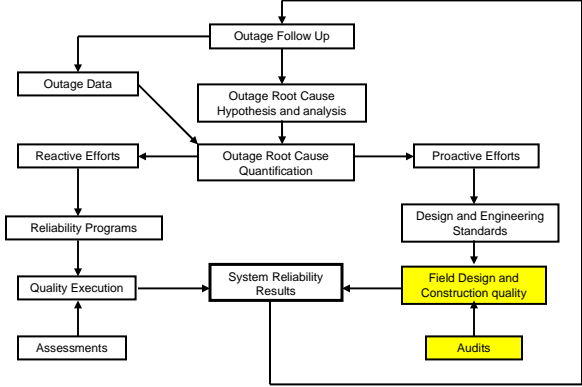 Outage Follow Up
Outage Data
Outage Root Cause
Hypothesis and analysis
Reactive Efforts
Outage Root Cause
Quantification
Proactive Efforts
Reliability Programs
Design and Engineering
Standards
Quality Execution
System Reliability
Results
Field Design and
Construction quality
Assessments
Audits